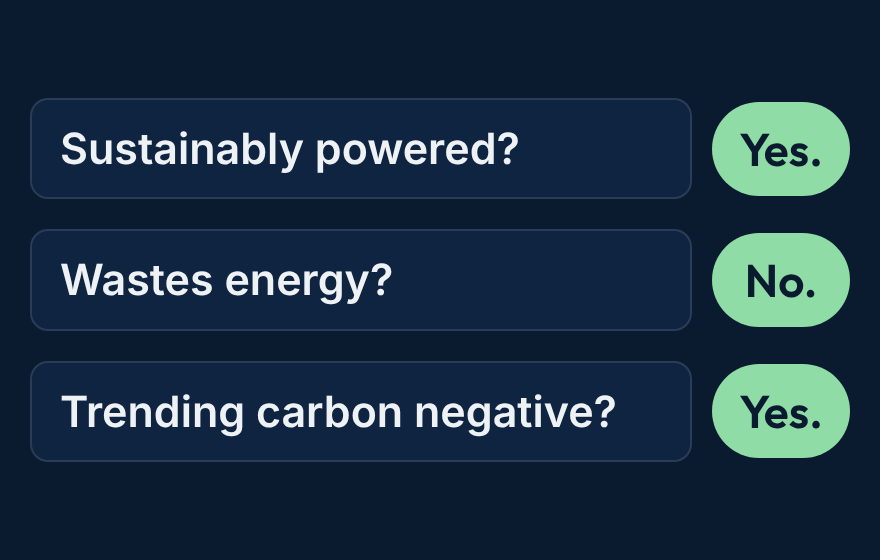 Sustainably powered?
Yes.
Wastes energy?
No.
Trending carbon negative?
Yes.